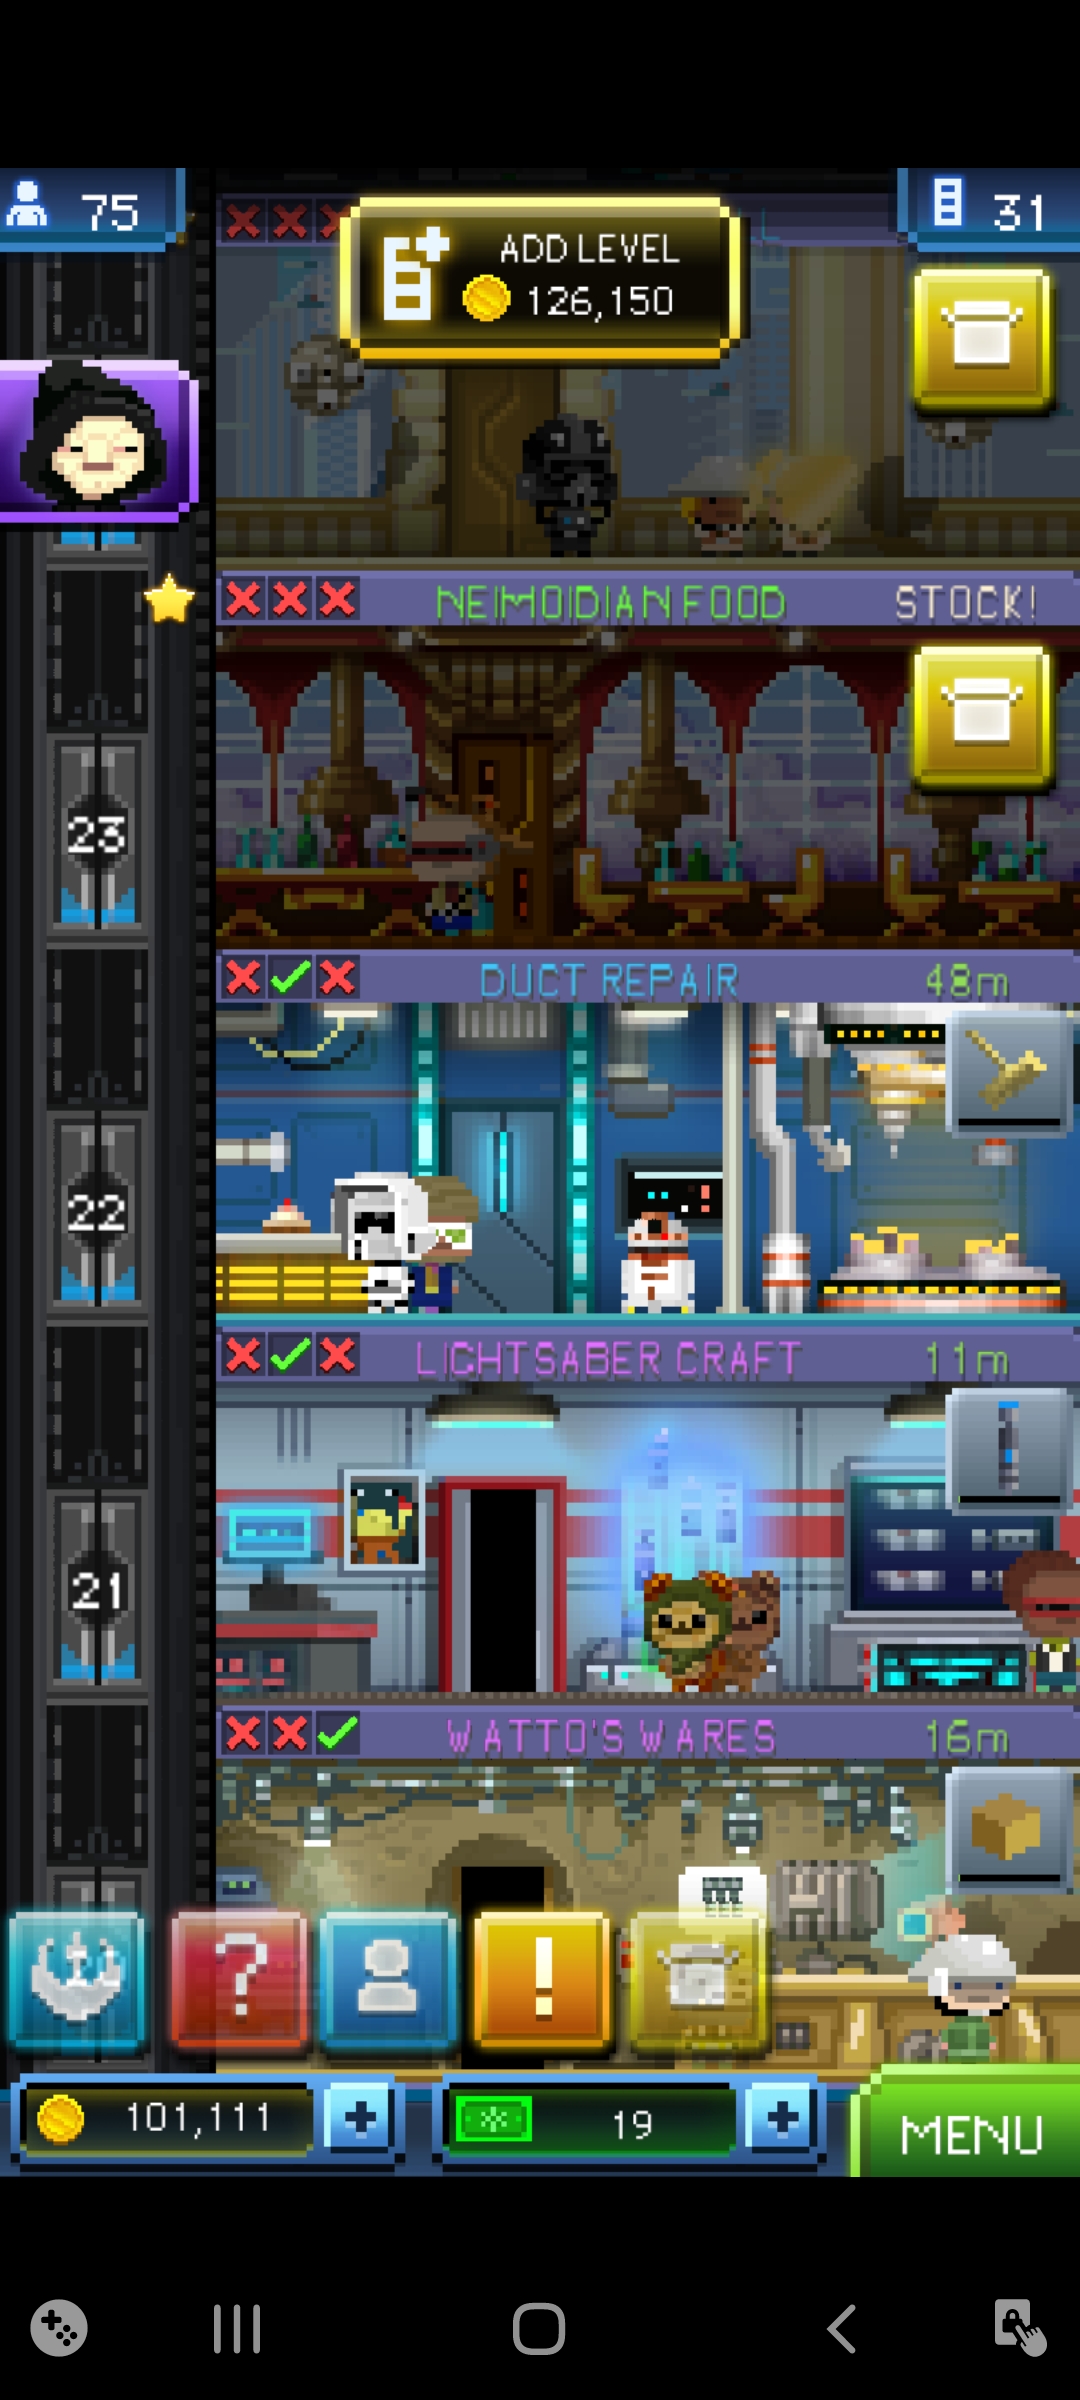 75
ADD LEVEL
126,150
31
NEIMOIDIAN FOOD
STOCK!
23
DUCT REPAIR
48m
22
LIGHTSABER CRAFT
11m
21
WATTO'S WARES
16m
?
!
101,111
+
19
+
MENU